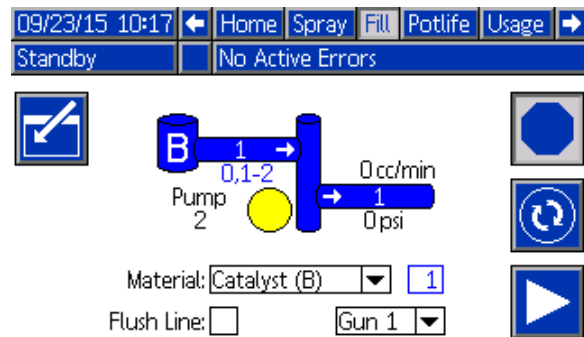 09/23/15 10:17 Home Spray Fill Potlife Usage
Standby No Active Errors
B 1
0,1-2
0 cc/min
Pump
2
1
0 psi
Material: Catalyst (B) 1
Flush Line: Gun 1